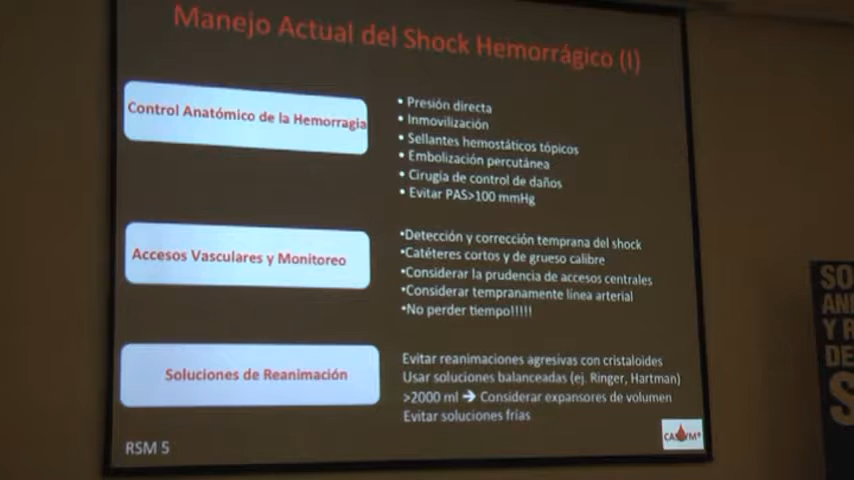 Manejo Actual del Shock Hemorrágico (I)
Control Anatómico de la Hemorragia
• Presión directa
• Inmovilización
• Sellantes hemostáticos tópicos
• Embolización percutánea
• Cirugía de control de daños
• Evitar PAS>100 mmHg
Accesos Vasculares y Monitoreo
•Detección y corrección temprana del shock
•Catéteres cortos y de grueso calibre
•Considerar la prudencia de accesos centrales
•Considerar tempranamente línea arterial
•No perder tiempo!!!!!
Soluciones de Reanimación
Evitar reanimaciones agresivas con cristaloides
Usar soluciones balanceadas (ej. Ringer, Hartman)
>2000 ml ➔ Considerar expansores de volumen
Evitar soluciones frías
RSM 5
SO
AN
Y R
DE
S